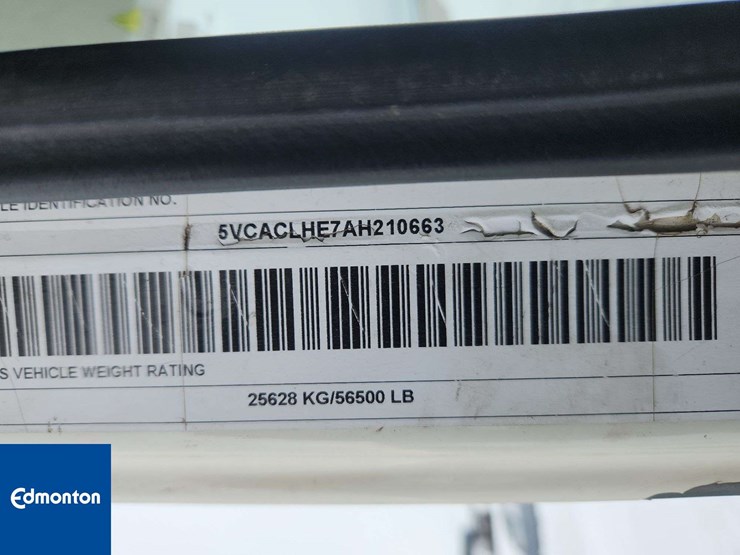 LE IDENTIFICATION NO.
5VCACLHE7AH210663
S VEHICLE WEIGHT RATING
25628 KG/56500 LB
Edmonton